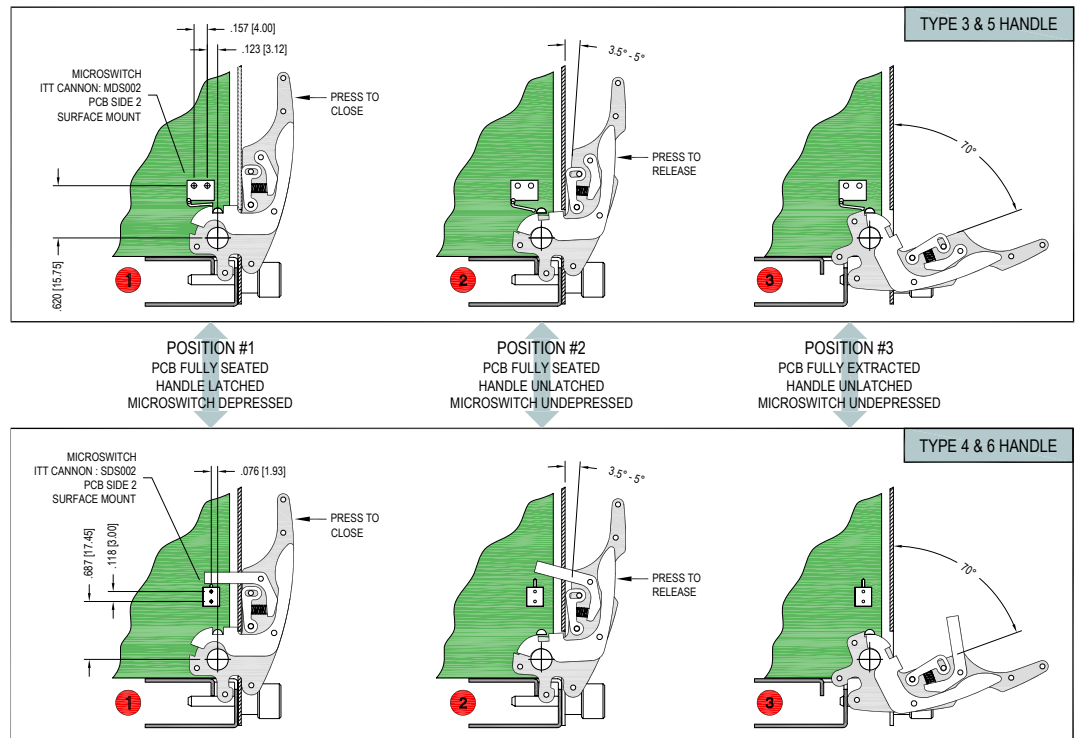 TYPE 3 & 5 HANDLE
.157 [4.00]
.123 [3.12]
MICROSWITCH
ITT CANNON: MDS002
PCB SIDE 2
SURFACE MOUNT
PRESS TO
CLOSE
.620 [15.75]
1
3.5° - 5°
PRESS TO
RELEASE
2
70°
3
POSITION #1
PCB FULLY SEATED
HANDLE LATCHED
MICROSWITCH DEPRESSED
POSITION #2
PCB FULLY SEATED
HANDLE UNLATCHED
MICROSWITCH UNDEPRESSED
POSITION #3
PCB FULLY EXTRACTED
HANDLE UNLATCHED
MICROSWITCH UNDEPRESSED
TYPE 4 & 6 HANDLE
MICROSWITCH
ITT CANNON : SDS002
PCB SIDE 2
SURFACE MOUNT
.076 [1.93]
PRESS TO
CLOSE
.687 [17.45]
.118 [3.00]
1
3.5° - 5°
PRESS TO
RELEASE
2
70°
3